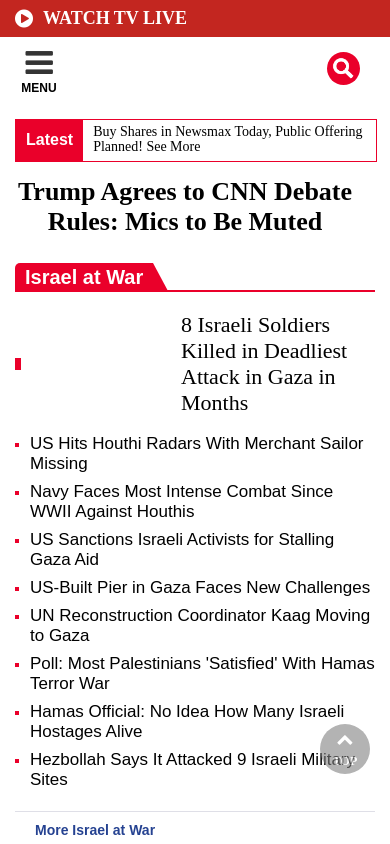 WATCH TV LIVE
MENU
Latest
Buy Shares in Newsmax Today, Public Offering
Planned! See More
Trump Agrees to CNN Debate
Rules: Mics to Be Muted
Israel at War
8 Israeli Soldiers
Killed in Deadliest
Attack in Gaza in
Months
US Hits Houthi Radars With Merchant Sailor
Missing
Navy Faces Most Intense Combat Since
WWII Against Houthis
US Sanctions Israeli Activists for Stalling
Gaza Aid
US-Built Pier in Gaza Faces New Challenges
UN Reconstruction Coordinator Kaag Moving
to Gaza
Poll: Most Palestinians 'Satisfied' With Hamas
Terror War
Hamas Official: No Idea How Many Israeli
Hostages Alive
Hezbollah Says It Attacked 9 Israeli Military
Sites
TOP
More Israel at War